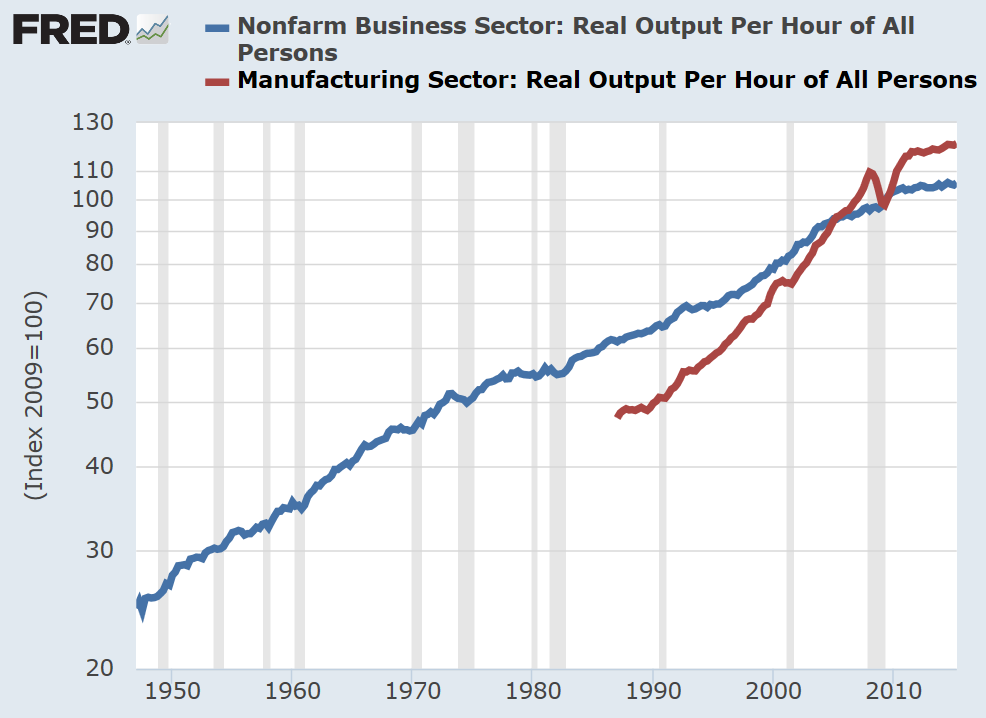 FRED
Nonfarm Business Sector: Real Output Per Hour of All
Persons
Manufacturing Sector: Real Output Per Hour of All Persons
(Index 2009=100)
130
110
100
90
80
70
60
50
40
30
20
1950 1960 1970 1980 1990 2000 2010